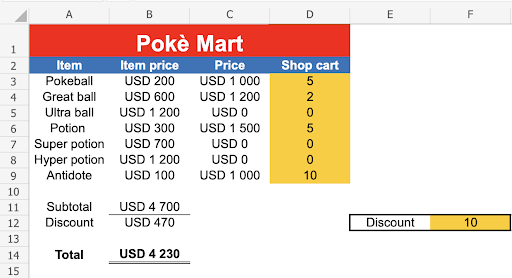 A B C D E F
1 Pokè Mart
2 Item Item price Price Shop cart
3 Pokeball USD 200 USD 1 000 5
4 Great ball USD 600 USD 1 200 2
5 Ultra ball USD 1 200 USD 0 0
6 Potion USD 300 USD 1 500 5
7 Super potion USD 700 USD 0 0
8 Hyper potion USD 1 200 USD 0 0
9 Antidote USD 100 USD 1 000 10
10
11 Subtotal USD 4 700
12 Discount USD 470 Discount 10
13
14 Total USD 4 230
15